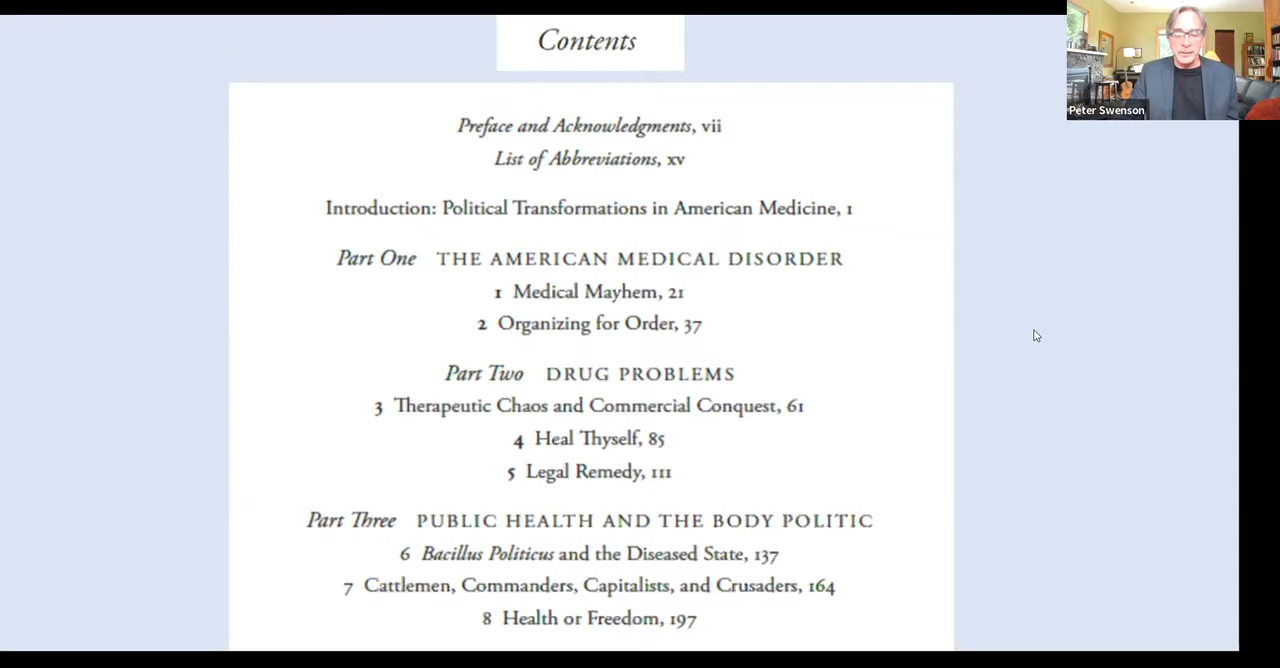 Contents
Preface and Acknowledgments, vii
List of Abbreviations, xv
Introduction: Political Transformations in American Medicine, 1
Part One THE AMERICAN MEDICAL DISORDER
1 Medical Mayhem, 21
2 Organizing for Order, 37
Part Two DRUG PROBLEMS
3 Therapeutic Chaos and Commercial Conquest, 61
4 Heal Thyself, 85
5 Legal Remedy, 111
Part Three PUBLIC HEALTH AND THE BODY POLITIC
6 Bacillus Politicus and the Diseased State, 137
7 Cattlemen, Commanders, Capitalists, and Crusaders, 164
8 Health or Freedom, 197
Peter Swenson